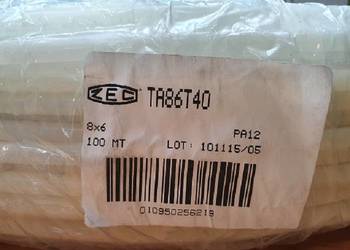 ZEC TA86T40
8x6 PA12
100 MT LOT: 101115/05
010950256219